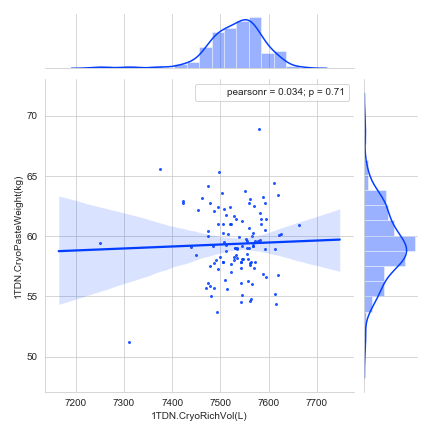 pearsonr = 0.034; p = 0.71
70
65
60
55
50
1TDN.CryoPasteWeight(kg)
7200 7300 7400 7500 7600 7700
1TDN.CryoRichVol(L)